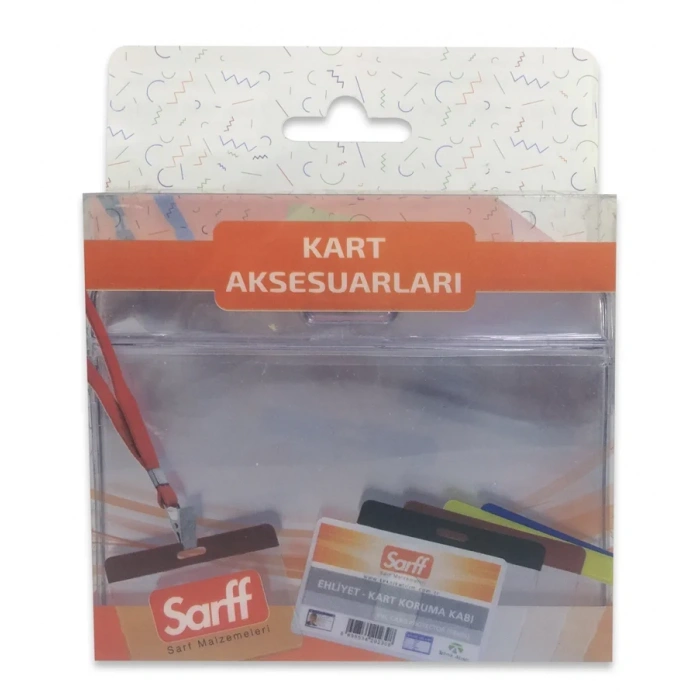 KART
AKSESUARLARI
Sarff
Sarf Malzemeleri
Sarff
EHLİYET - KART KORUMA KABI